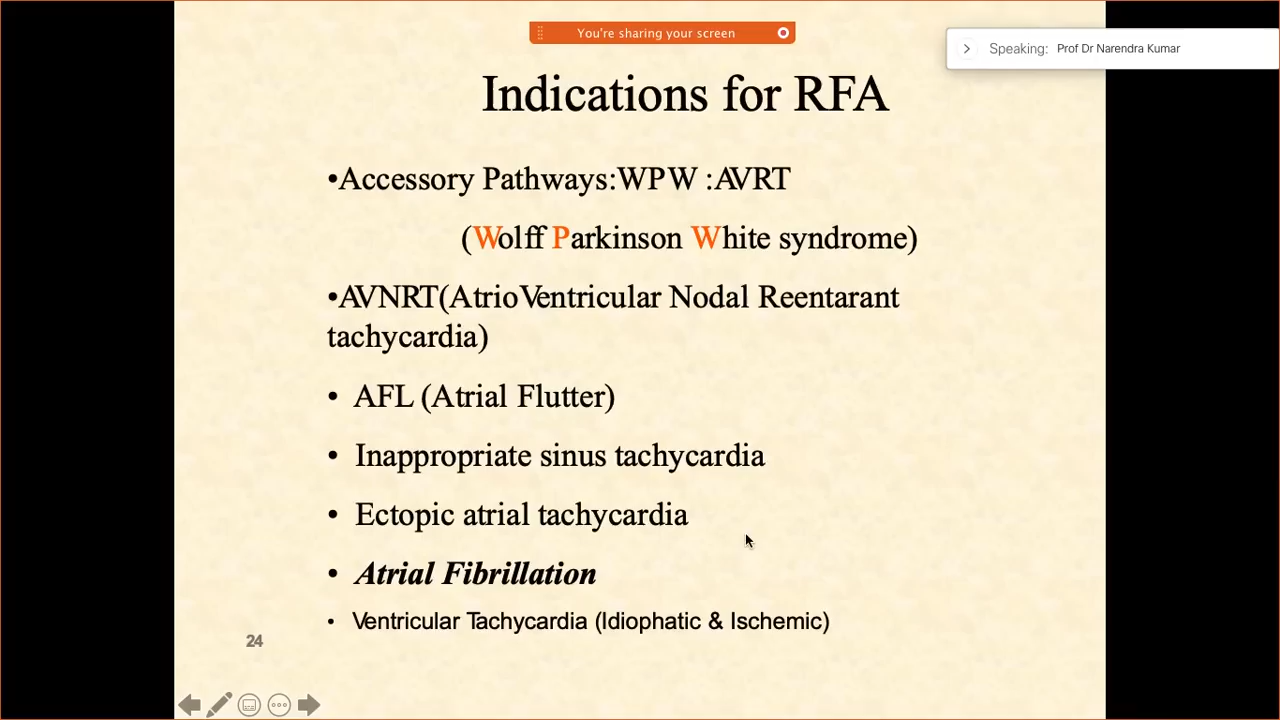 You're sharing your screen
Speaking: Prof Dr Narendra Kumar
Indications for RFA
•Accessory Pathways:WPW :AVRT
(Wolff Parkinson White syndrome)
•AVNRT(AtrioVentricular Nodal Reentarant
tachycardia)
• AFL (Atrial Flutter)
• Inappropriate sinus tachycardia
• Ectopic atrial tachycardia
• Atrial Fibrillation
• Ventricular Tachycardia (Idiophatic & Ischemic)
24